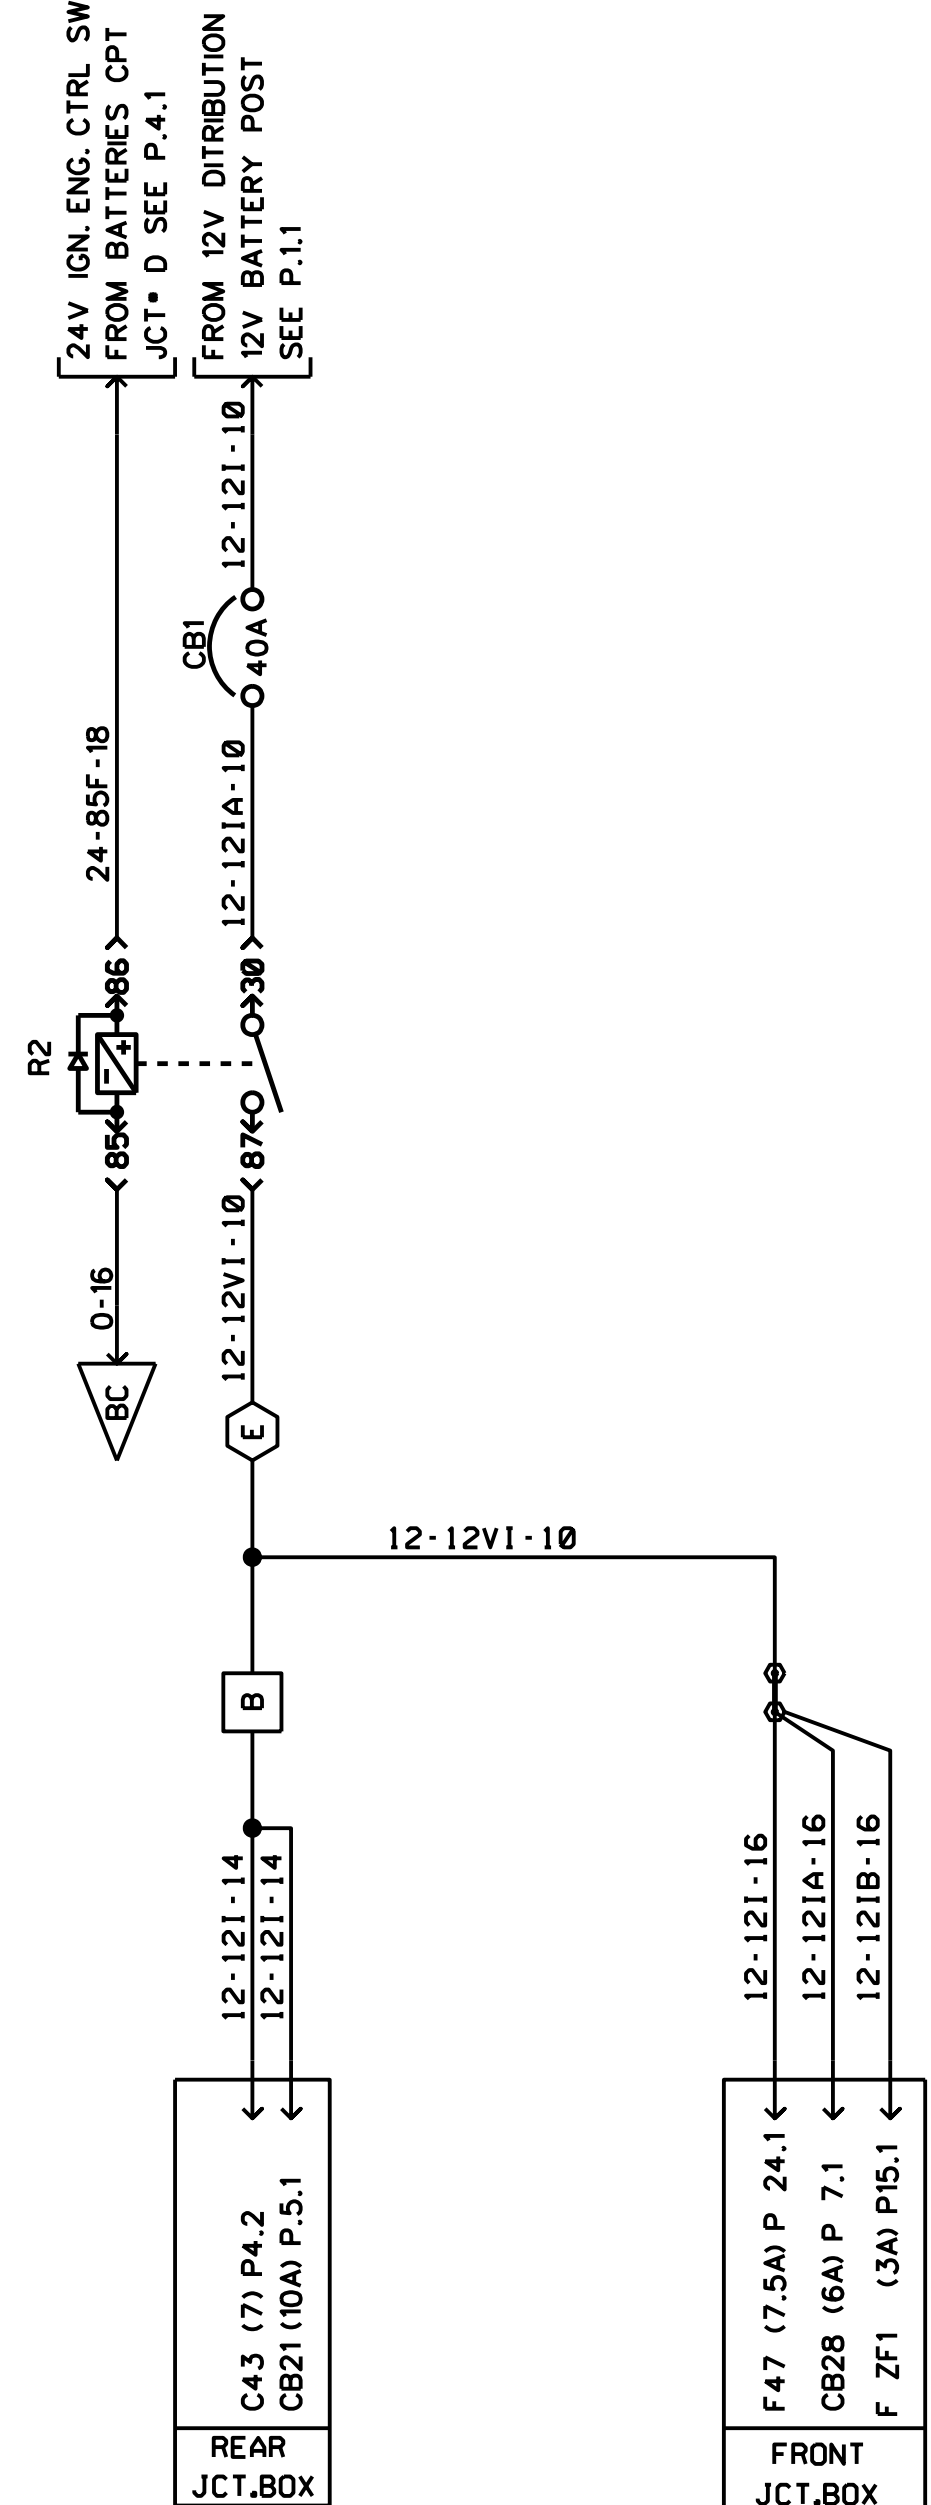 24V IGN. ENG. CTRL SW
FROM BATTERIES CPT
JCT• D SEE P.4.1
FROM 12V DITRIBUTION
12V BATTERY POST
SEE P.1.1
12-12I-10
CB1
40A
24-85F-18
12-12IA-10
86
30
R2
+
-
85
87
0-16
12-12VI-10
BC
E
12-12VI-10
B
12-12I-14
12-12I-14
12-12I-16
12-12IA-16
12-12IB-16
C43 (7) P4.2
CB21 (10A) P.5.1
REAR
JCT.BOX
F47 (7.5A) P 24.1
CB28 (6A) P 7.1
F ZF1 (3A) P15.1
FRONT
JCT.BOX